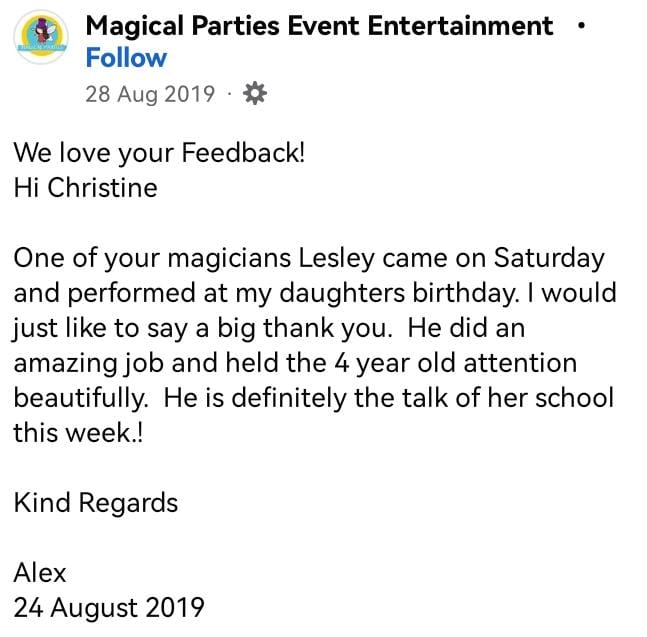 Magical Parties Event Entertainment •
Follow
28 Aug 2019 ·
We love your Feedback!
Hi Christine
One of your magicians Lesley came on Saturday
and performed at my daughters birthday. I would
just like to say a big thank you.  He did an
amazing job and held the 4 year old attention
beautifully.  He is definitely the talk of her school
this week.!
Kind Regards
Alex
24 August 2019